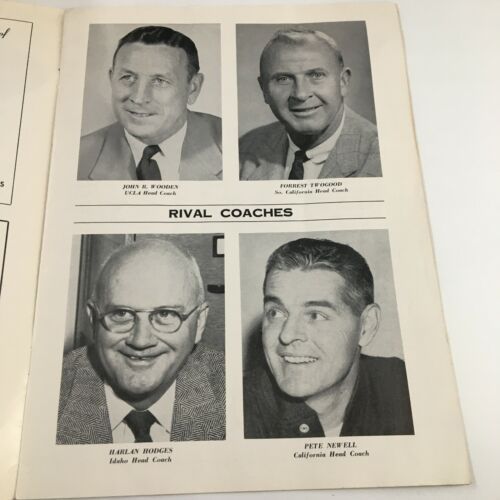 of
S
JOHN R. WOODEN
UCLA Head Coach
FORREST TWOGOOD
So. California Head Coach
RIVAL COACHES
HARLAN HODGES
Idaho Head Coach
PETE NEWELL
California Head Coach